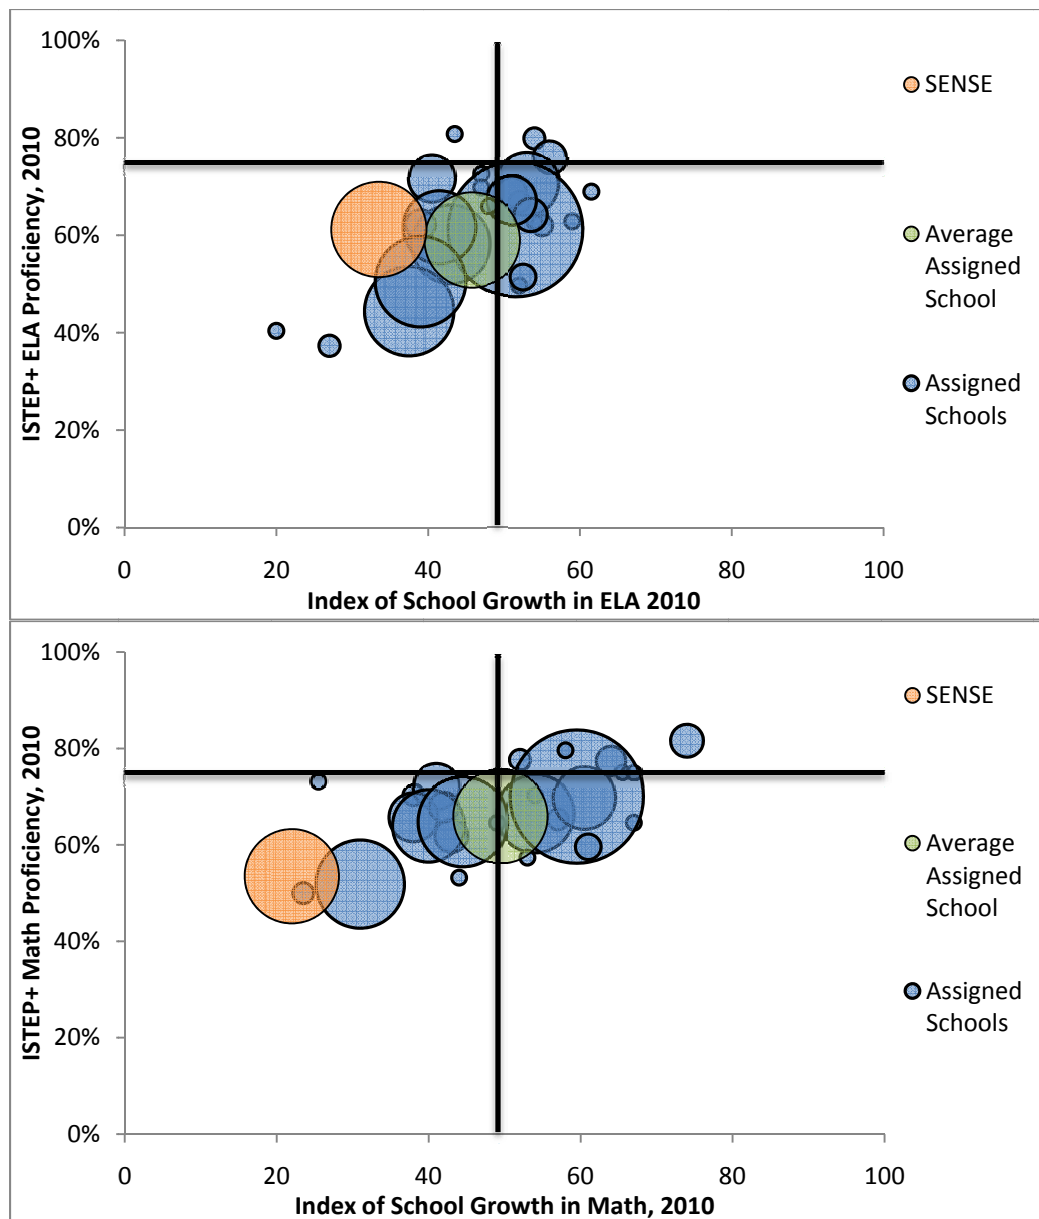 100%
80%
60%
40%
20%
0%
ISTEP+ ELA Proficiency, 2010
0 20 40 60 80 100
Index of School Growth in ELA 2010
SENSE
Average
Assigned
School
Assigned
Schools
100%
80%
60%
40%
20%
0%
ISTEP+ Math Proficiency, 2010
0 20 40 60 80 100
Index of School Growth in Math, 2010
SENSE
Average
Assigned
School
Assigned
Schools